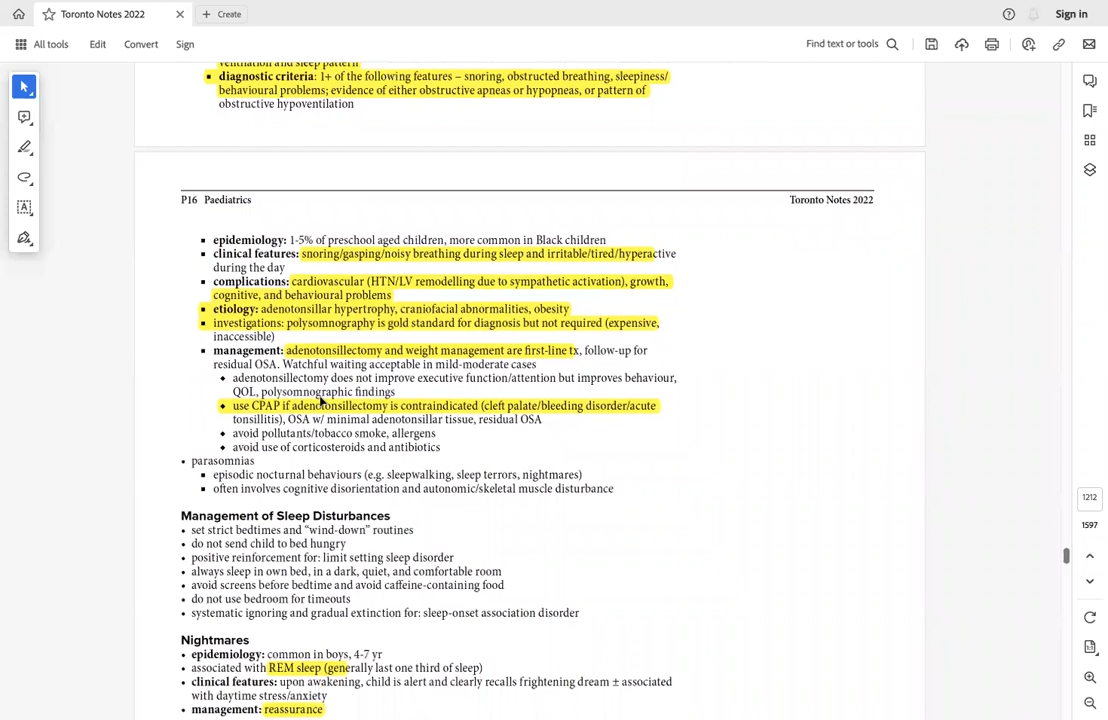 Toronto Notes 2022
Create
Sign in
All tools
Edit
Convert
Sign
Find text or tools
ventilation and sleep pattern
▪ diagnostic criteria: 1+ of the following features – snoring, obstructed breathing, sleepiness/
behavioural problems; evidence of either obstructive apneas or hypopneas, or pattern of
obstructive hypoventilation
P16 Paediatrics
Toronto Notes 2022
▪ epidemiology: 1-5% of preschool aged children, more common in Black children
▪ clinical features: snoring/gasping/noisy breathing during sleep and irritable/tired/hyperactive
during the day
▪ complications: cardiovascular (HTN/LV remodelling due to sympathetic activation), growth,
cognitive, and behavioural problems
▪ etiology: adenotonsillar hypertrophy, craniofacial abnormalities, obesity
▪ investigations: polysomnography is gold standard for diagnosis but not required (expensive,
inaccessible)
▪ management: adenotonsillectomy and weight management are first-line tx, follow-up for
residual OSA. Watchful waiting acceptable in mild-moderate cases
◆ adenotonsillectomy does not improve executive function/attention but improves behaviour,
QOL, polysomnographic findings
◆ use CPAP if adenotonsillectomy is contraindicated (cleft palate/bleeding disorder/acute
tonsillitis), OSA w/ minimal adenotonsillar tissue, residual OSA
◆ avoid pollutants/tobacco smoke, allergens
◆ avoid use of corticosteroids and antibiotics
• parasomnias
▪ episodic nocturnal behaviours (e.g. sleepwalking, sleep terrors, nightmares)
▪ often involves cognitive disorientation and autonomic/skeletal muscle disturbance
Management of Sleep Disturbances
• set strict bedtimes and “wind-down” routines
• do not send child to bed hungry
• positive reinforcement for: limit setting sleep disorder
• always sleep in own bed, in a dark, quiet, and comfortable room
• avoid screens before bedtime and avoid caffeine-containing food
• do not use bedroom for timeouts
• systematic ignoring and gradual extinction for: sleep-onset association disorder
Nightmares
• epidemiology: common in boys, 4-7 yr
• associated with REM sleep (generally last one third of sleep)
• clinical features: upon awakening, child is alert and clearly recalls frightening dream ± associated
with daytime stress/anxiety
• management: reassurance
1212
1597